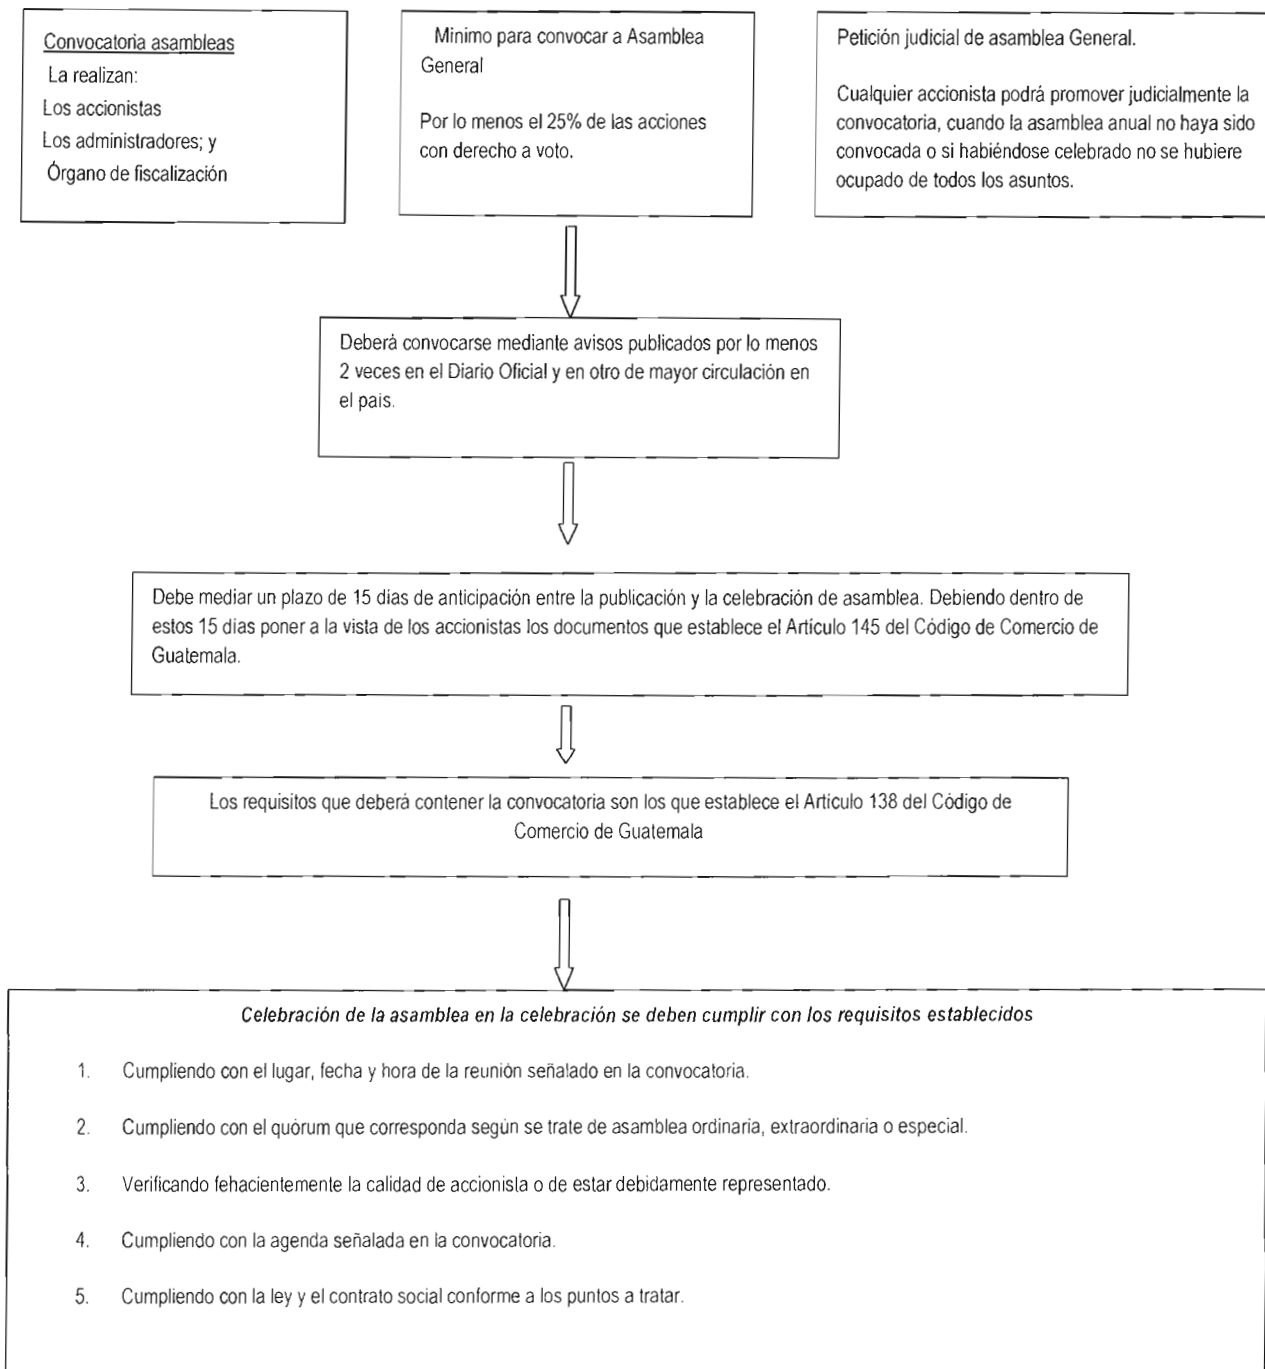 Convocatoria asambleas
La realizan:
Los accionistas
Los administradores; y
Órgano de fiscalización
Minimo para convocar a Asamblea
General
Por lo menos el 25% de las acciones
con derecho a voto.
Petición judicial de asamblea General.
Cualquier accionista podrá promover judicialmente la
convocatoria, cuando la asamblea anual no haya sido
convocada o si habiéndose celebrado no se hubiere
ocupado de todos los asuntos.
Deberá convocarse mediante avisos publicados por lo menos
2 veces en el Diario Oficial y en otro de mayor circulación en
el pais.
Debe mediar un plazo de 15 dias de anticipación entre la publicación y la celebración de asamblea. Debiendo dentro de
estos 15 días poner a la vista de los accionistas los documentos que establece el Artículo 145 del Código de Comercio de
Guatemala.
Los requisitos que deberá contener la convocatoria son los que establece el Articulo 138 del Código de
Comercio de Guatemala
Celebración de la asamblea en la celebración se deben cumplir con los requisitos establecidos
1. Cumpliendo con el lugar, fecha y hora de la reunión señalado en la convocatoria.
2. Cumpliendo con el quórum que corresponda según se trate de asamblea ordinaria, extraordinaria o especial.
3. Verificando fehacientemente la calidad de accionista o de estar debidamente representado.
4. Cumpliendo con la agenda señalada en la convocatoria.
5. Cumpliendo con la ley y el contrato social conforme a los puntos a tratar.